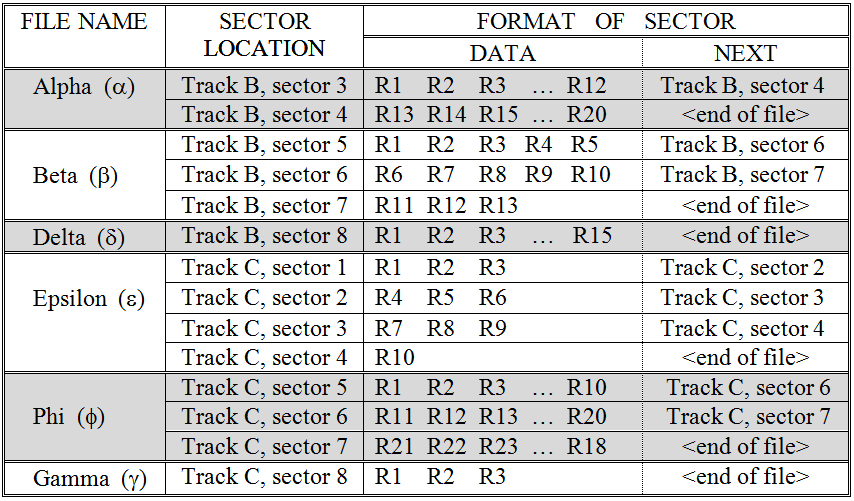 FILE NAME SECTOR LOCATION FORMAT OF SECTOR
DATA NEXT
Alpha (α) Track B, sector 3 R1 R2 R3 … R12 Track B, sector 4
Track B, sector 4 R13 R14 R15 … R20 <end of file>
Track B, sector 5 R1 R2 R3 R4 R5 Track B, sector 6
Beta (β) Track B, sector 6 R6 R7 R8 R9 R10 Track B, sector 7
Track B, sector 7 R11 R12 R13 <end of file>
Delta (δ) Track B, sector 8 R1 R2 R3 … R15 <end of file>
Track C, sector 1 R1 R2 R3 Track C, sector 2
Epsilon (ε) Track C, sector 2 R4 R5 R6 Track C, sector 3
Track C, sector 3 R7 R8 R9 Track C, sector 4
Track C, sector 4 R10 <end of file>
Track C, sector 5 R1 R2 R3 … R10 Track C, sector 6
Phi (ϕ) Track C, sector 6 R11 R12 R13 … R20 Track C, sector 7
Track C, sector 7 R21 R22 R23 … R18 <end of file>
Gamma (γ) Track C, sector 8 R1 R2 R3 <end of file>